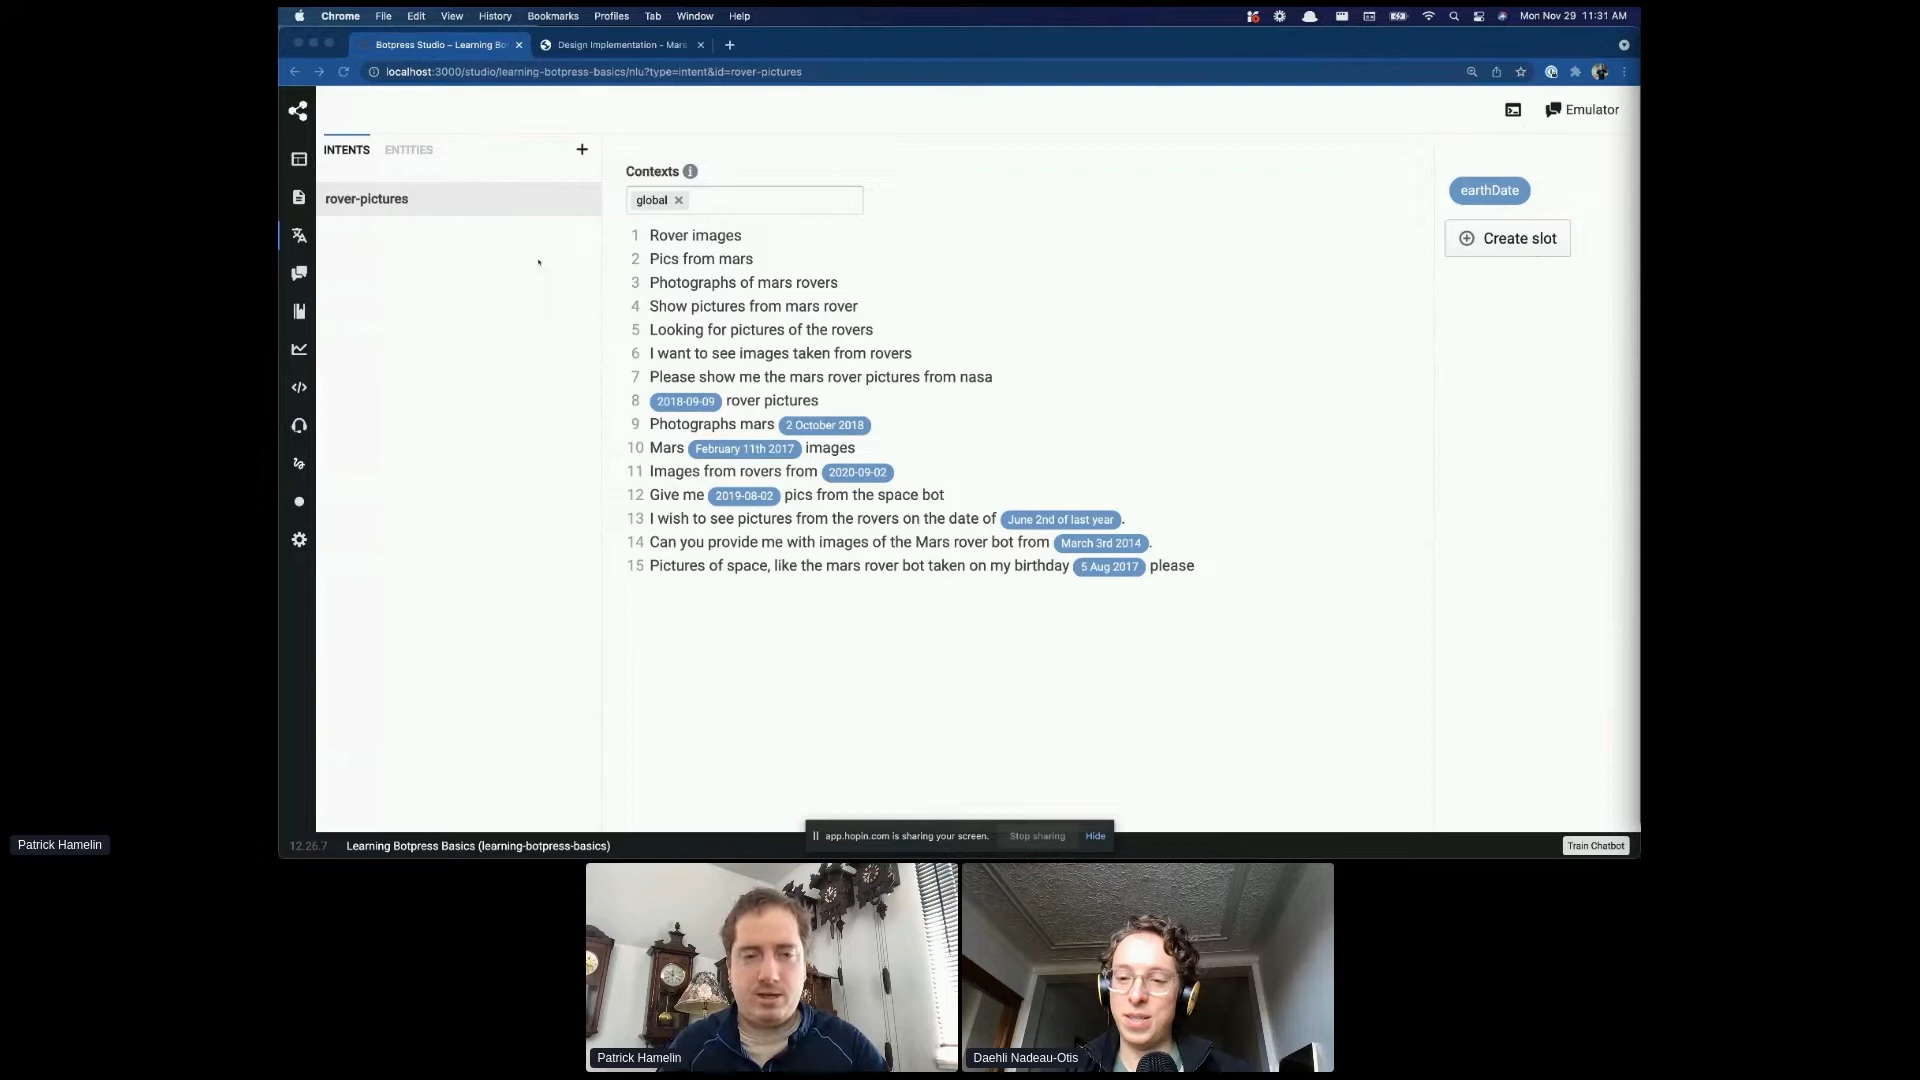 Chrome File Edit View History Bookmarks Profiles Tab Window Help Mon Nov 29 11:31 AM
Botpress Studio – Learning Bo Design Implementation - Mars
localhost:3000/studio/learning-botpress-basics/nlu?type=intent&id=rover-pictures
Emulator
INTENTS ENTITIES
rover-pictures
Contexts
global
1 Rover images
2 Pics from mars
3 Photographs of mars rovers
4 Show pictures from mars rover
5 Looking for pictures of the rovers
6 I want to see images taken from rovers
7 Please show me the mars rover pictures from nasa
8 2018-09-09 rover pictures
9 Photographs mars 2 October 2018
10 Mars February 11th 2017 images
11 Images from rovers from 2020-09-02
12 Give me 2019-08-02 pics from the space bot
13 I wish to see pictures from the rovers on the date of June 2nd of last year.
14 Can you provide me with images of the Mars rover bot from March 3rd 2014.
15 Pictures of space, like the mars rover bot taken on my birthday 5 Aug 2017 please
earthDate
Create slot
app.hopin.com is sharing your screen. Stop sharing Hide
12.26.7 Learning Botpress Basics (learning-botpress-basics) Train Chatbot
Patrick Hamelin
Patrick Hamelin
Daehli Nadeau-Otis